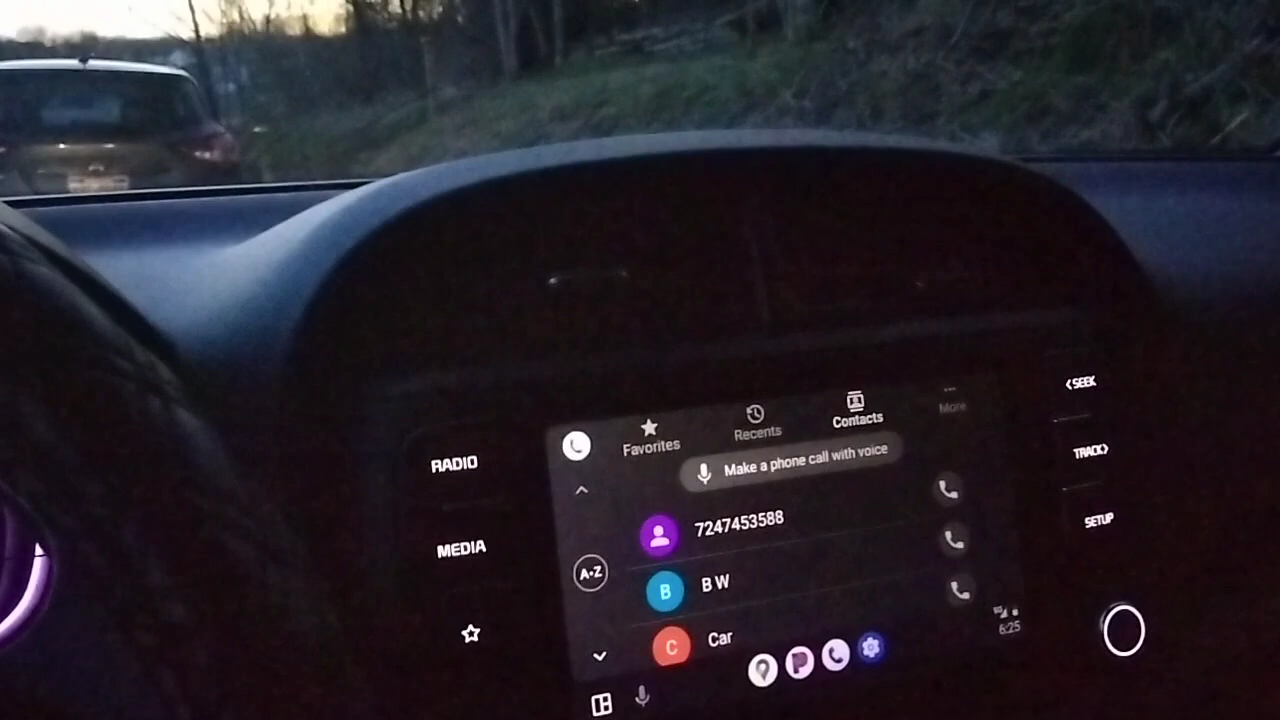 Favorites
Recents
Contacts
More
Make a phone call with voice
RADIO
MEDIA
7247453588
A-Z
B
B W
C
Car
6:25
<SEEK
TRACK>
SETUP